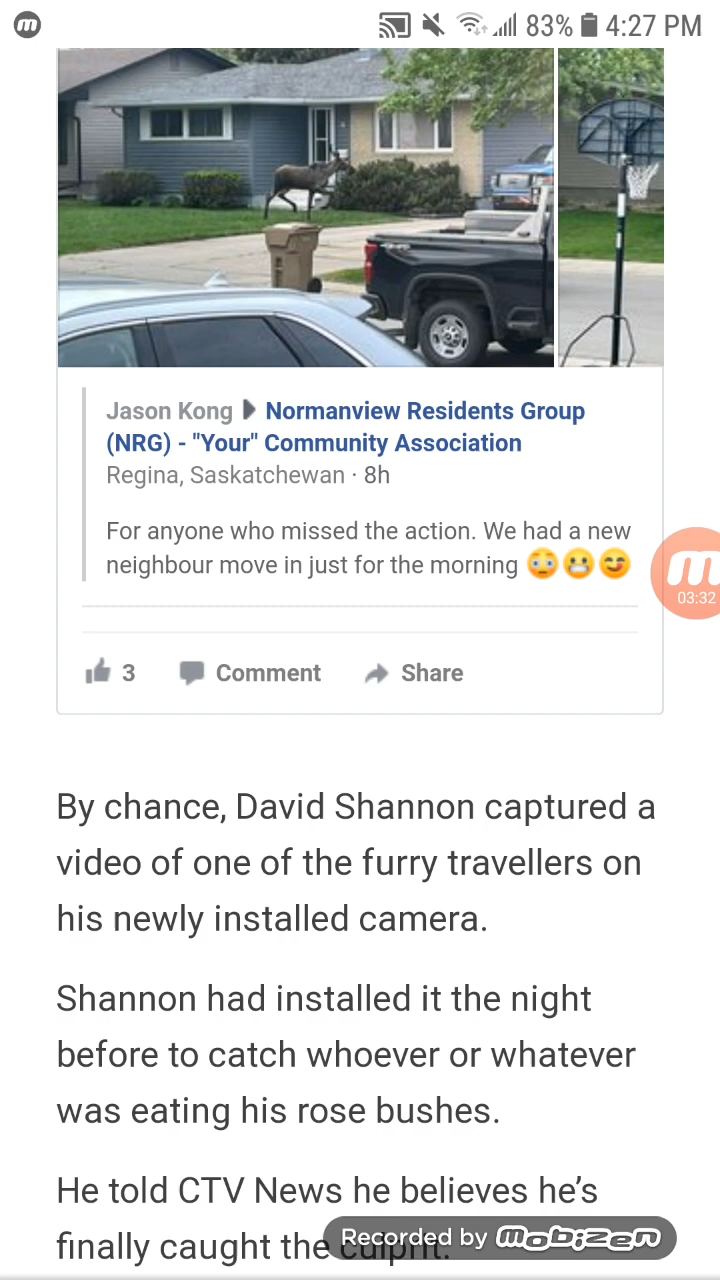 m 83% 4:27 PM
Jason Kong Normanview Residents Group
(NRG) - "Your" Community Association
Regina, Saskatchewan · 8h
For anyone who missed the action. We had a new
neighbour move in just for the morning 😳😬😋
m
03:32
3 Comment Share
By chance, David Shannon captured a
video of one of the furry travellers on
his newly installed camera.
Shannon had installed it the night
before to catch whoever or whatever
was eating his rose bushes.
He told CTV News he believes he’s
finally caught the culprit.
Recorded by Mobizen